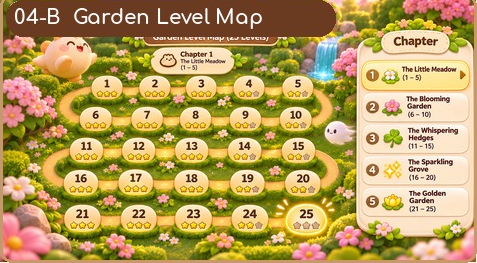 04-B Garden Level Map
Garden Level Map (25 Levels)
Chapter 1
The Little Meadow
(1 – 5)
1 2 3 4 5
6 7 8 9 10
11 12 13 14 15
16 17 18 19 20
21 22 23 24 25
Chapter
1 The Little Meadow
(1 – 5)
2 The Blooming
Garden
(6 – 10)
3 The Whispering
Hedges
(11 – 15)
4 The Sparkling
Grove
(16 – 20)
5 The Golden
Garden
(21 – 25)